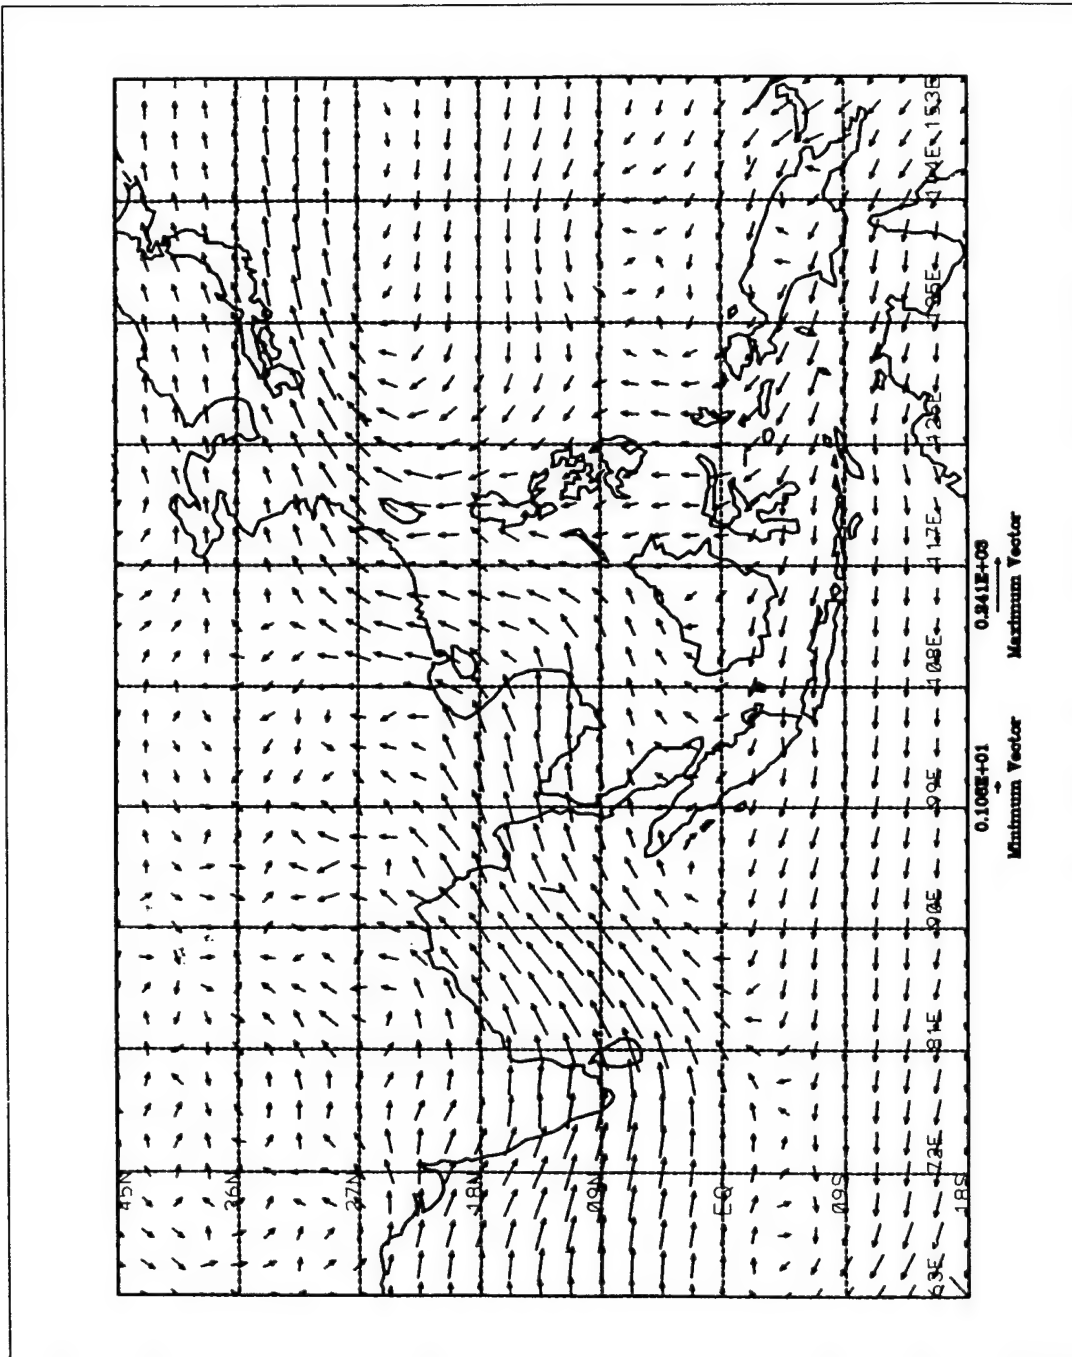 45N
36N
27N
18N
09N
EQ
09S
18S
63E
72E
81E
90E
99E
108E
117E
126E
135E
144E
153E
0.106E+01
Minimum Vector
0.241E+03
Maximum Vector